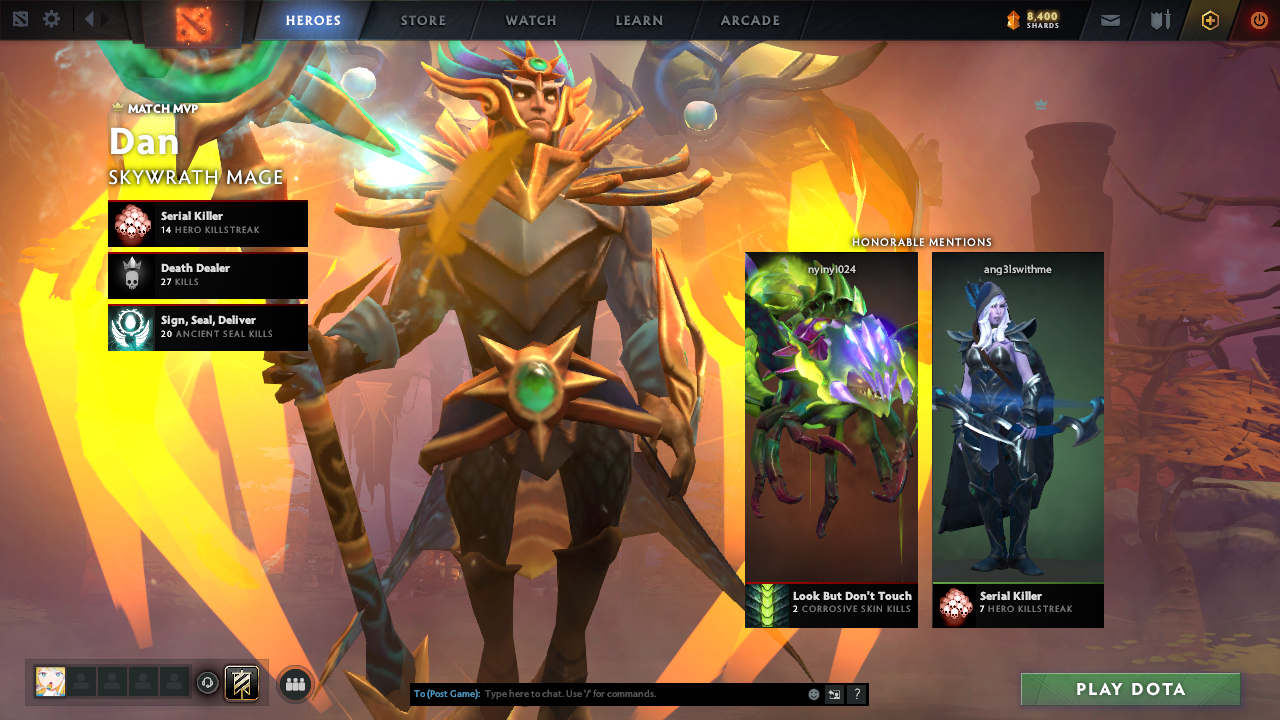 HEROES
STORE
WATCH
LEARN
ARCADE
8,400
SHARDS
MATCH MVP
Dan
SKYWRATH MAGE
Serial Killer
14 HERO KILLSTREAK
Death Dealer
27 KILLS
Sign, Seal, Deliver
20 ANCIENT SEAL KILLS
HONORABLE MENTIONS
nyinyi024
ang3lswithme
Look But Don't Touch
2 CORROSIVE SKIN KILLS
Serial Killer
7 HERO KILLSTREAK
To (Post Game): Type here to chat. Use '/' for commands.
?
PLAY DOTA